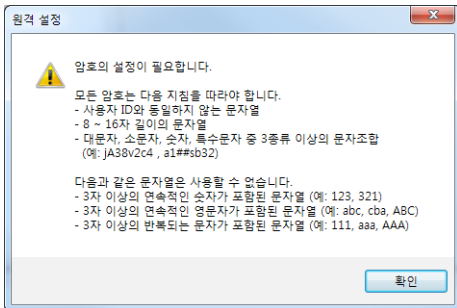 원격 설정
암호의 설정이 필요합니다.
모든 암호는 다음 지침을 따라야 합니다.
- 사용자 ID와 동일하지 않는 문자열
- 8 ~ 16자 길이의 문자열
- 대문자, 소문자, 숫자, 특수문자 중 3종류 이상의 문자조합
(예: jA38v2c4 , a1##sb32)
다음과 같은 문자열은 사용할 수 없습니다.
- 3자 이상의 연속적인 숫자가 포함된 문자열 (예: 123, 321)
- 3자 이상의 연속적인 영문자가 포함된 문자열 (예: abc, cba, ABC)
- 3자 이상의 반복되는 문자가 포함된 문자열 (예: 111, aaa, AAA)
확인